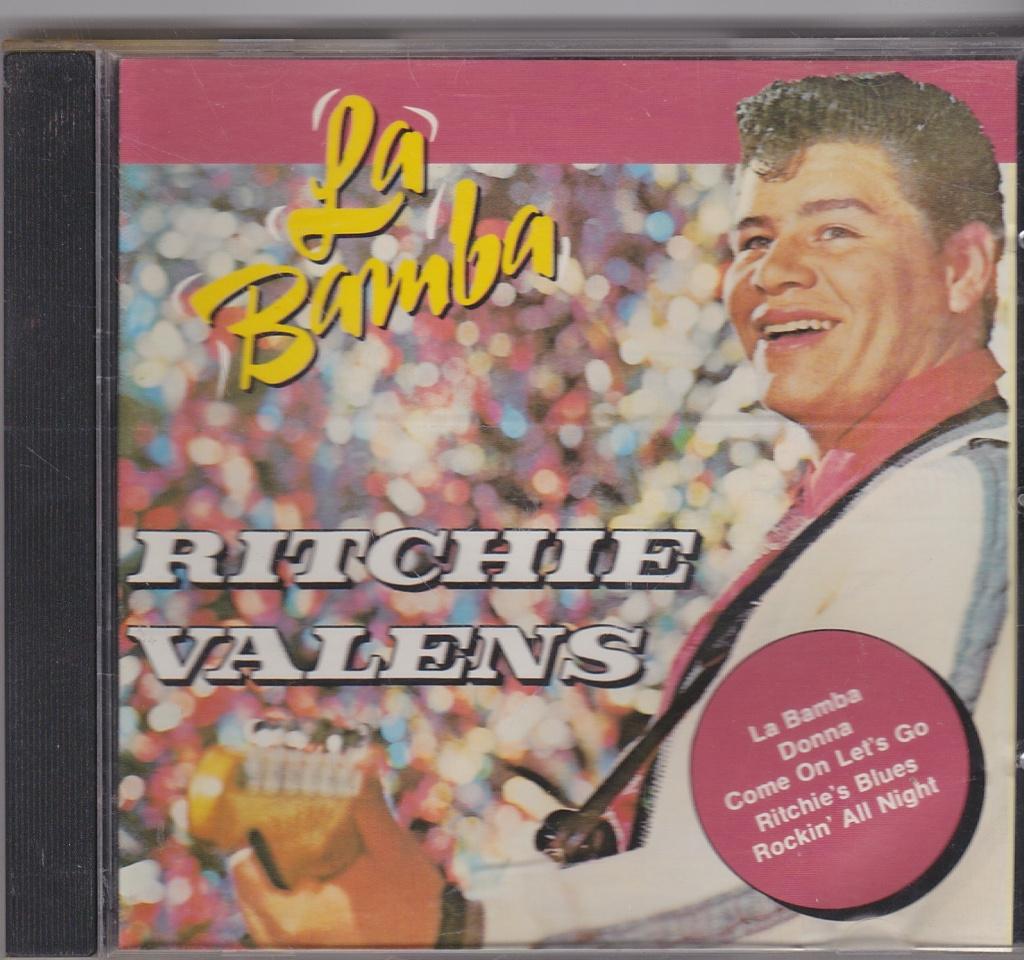 La
Bamba
RITCHIE
VALENS
La Bamba
Donna
Come On Let's Go
Ritchie's Blues
Rockin' All Night